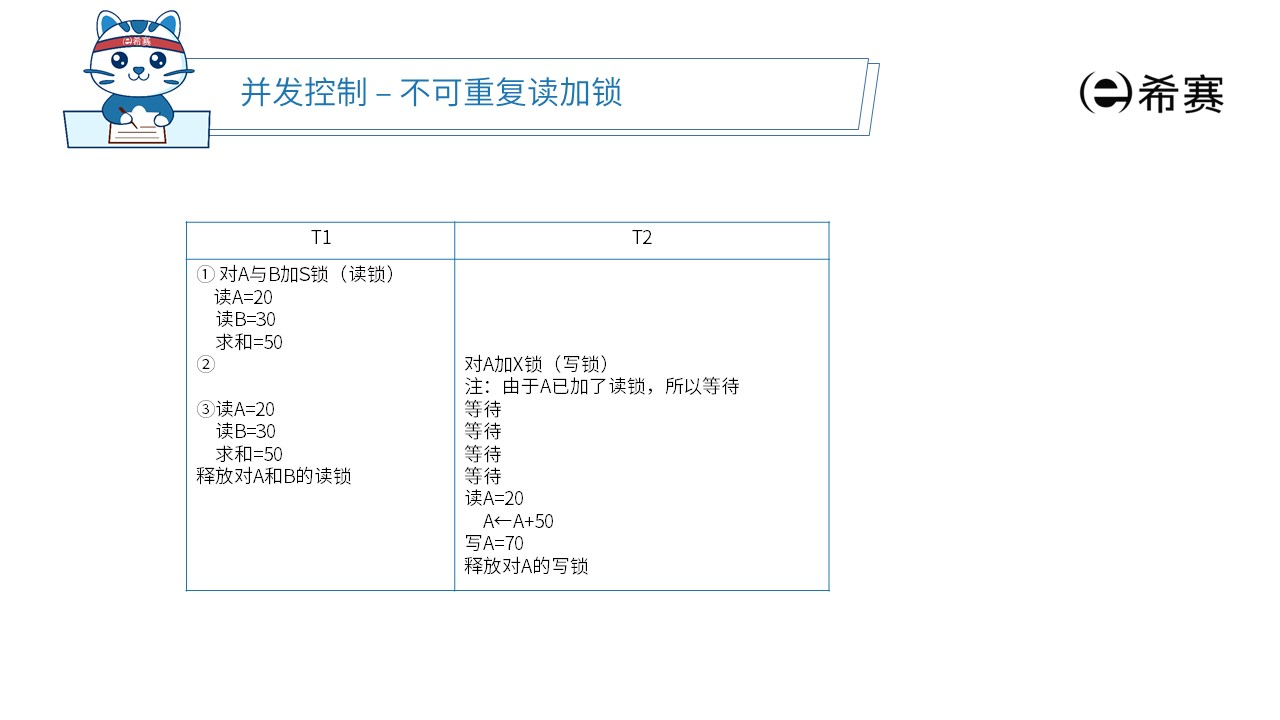 希赛
并发控制 – 不可重复读加锁
希赛
T1
T2
① 对A与B加S锁（读锁）
读A=20
读B=30
求和=50
②
③读A=20
读B=30
求和=50
释放对A和B的读锁
对A加X锁（写锁）
注：由于A已加了读锁，所以等待
等待
等待
等待
等待
读A=20
A←A+50
写A=70
释放对A的写锁